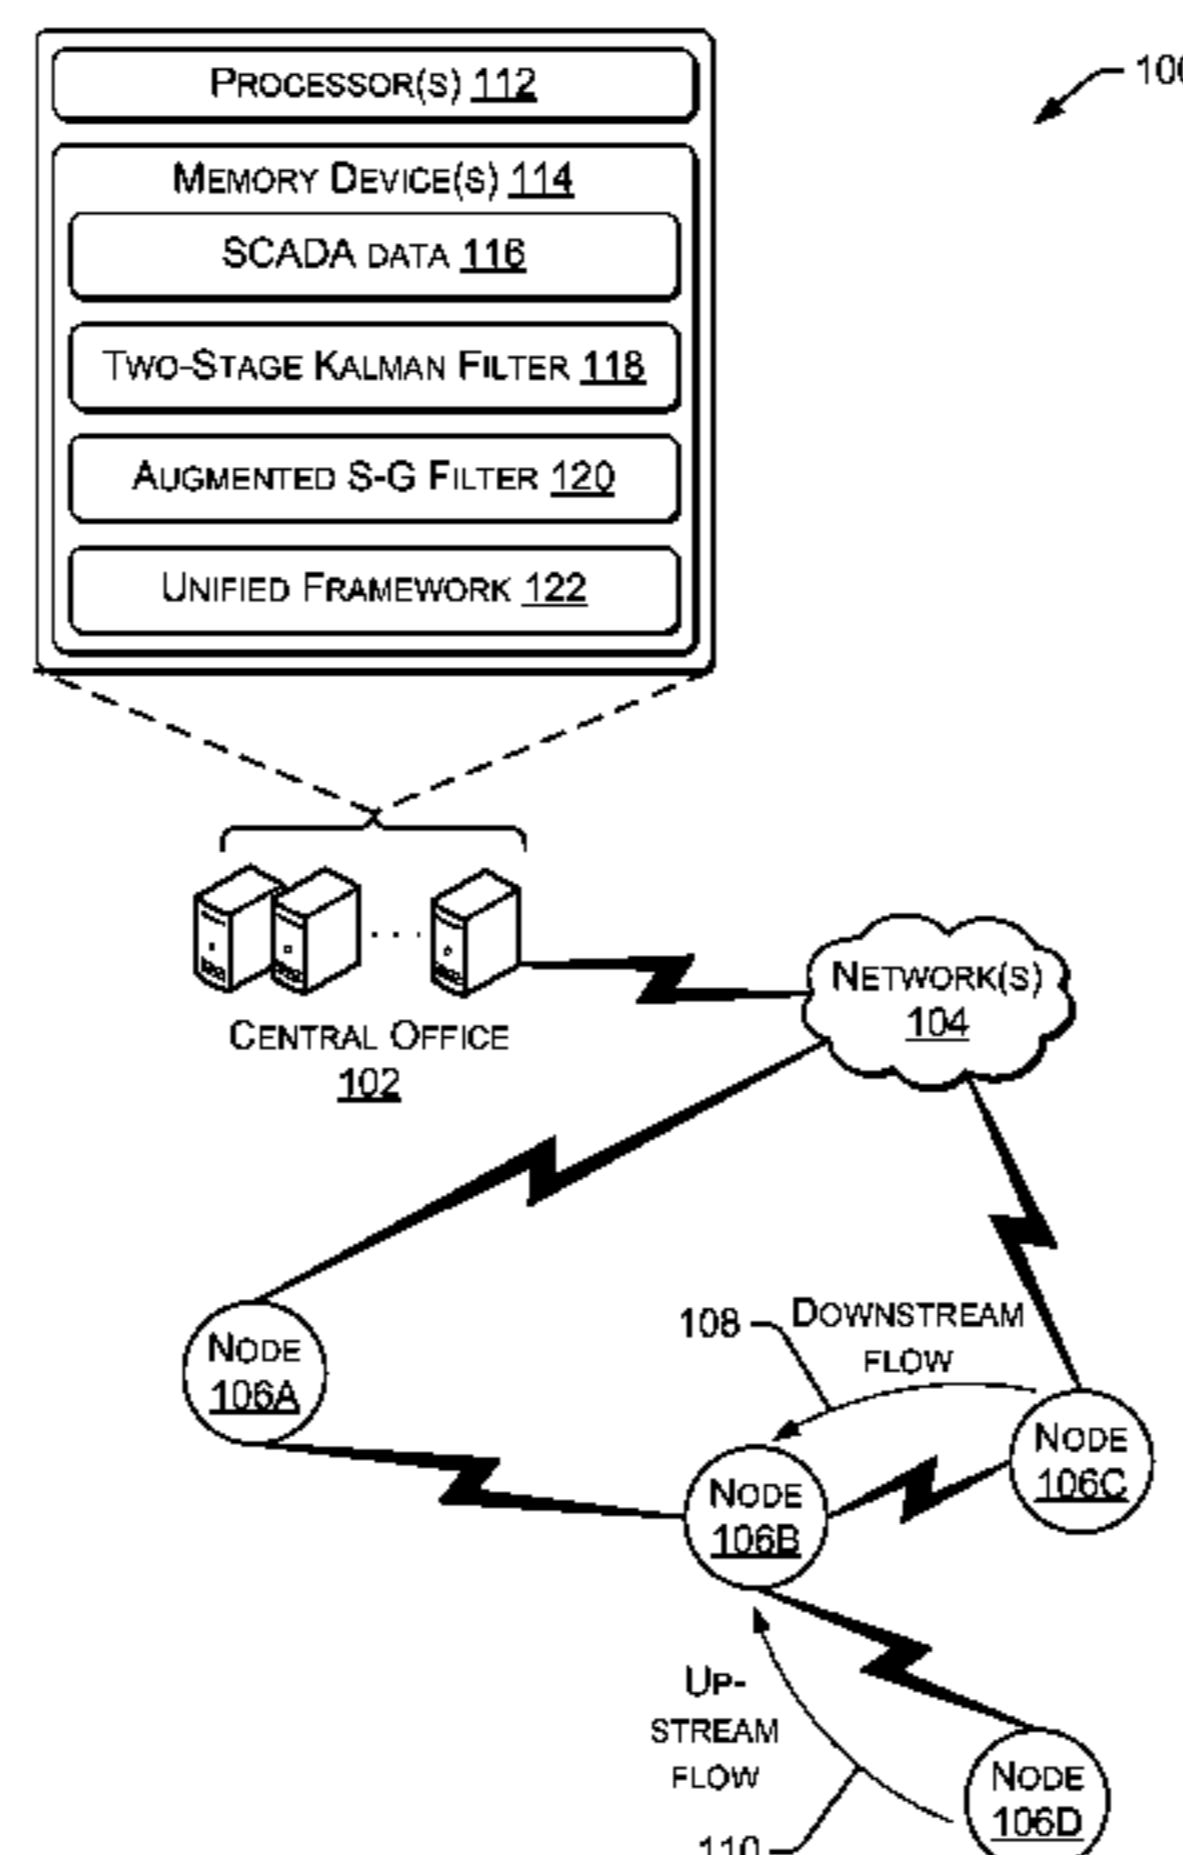 PROCESSOR(S) 112
100
MEMORY DEVICE(S) 114
SCADA DATA 116
TWO-STAGE KALMAN FILTER 118
AUGMENTED S-G FILTER 120
UNIFIED FRAMEWORK 122
NETWORK(S)
104
CENTRAL OFFICE
102
108
DOWNSTREAM
FLOW
NODE
106A
NODE
106C
NODE
106B
UP-
STREAM
FLOW
NODE
106D
110